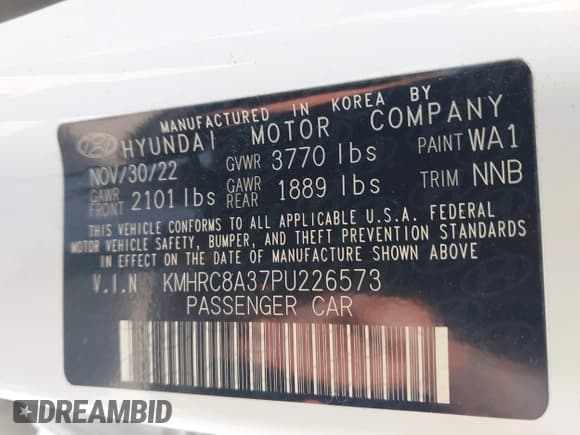 MANUFACTURED IN KOREA BY
HYUNDAI MOTOR COMPANY
NOV/30/22 GVWR 3770 lbs PAINT WA1
GAWR FRONT 2101 lbs GAWR REAR 1889 lbs TRIM NNB
THIS VEHICLE CONFORMS TO ALL APPLICABLE U.S.A. FEDERAL
MOTOR VEHICLE SAFETY, BUMPER, AND THEFT PREVENTION STANDARDS
IN EFFECT ON THE DATE OF MANUFACTURE SHOWN ABOVE.
V.I.N KMHRC8A37PU226573
PASSENGER CAR
DREAMBID